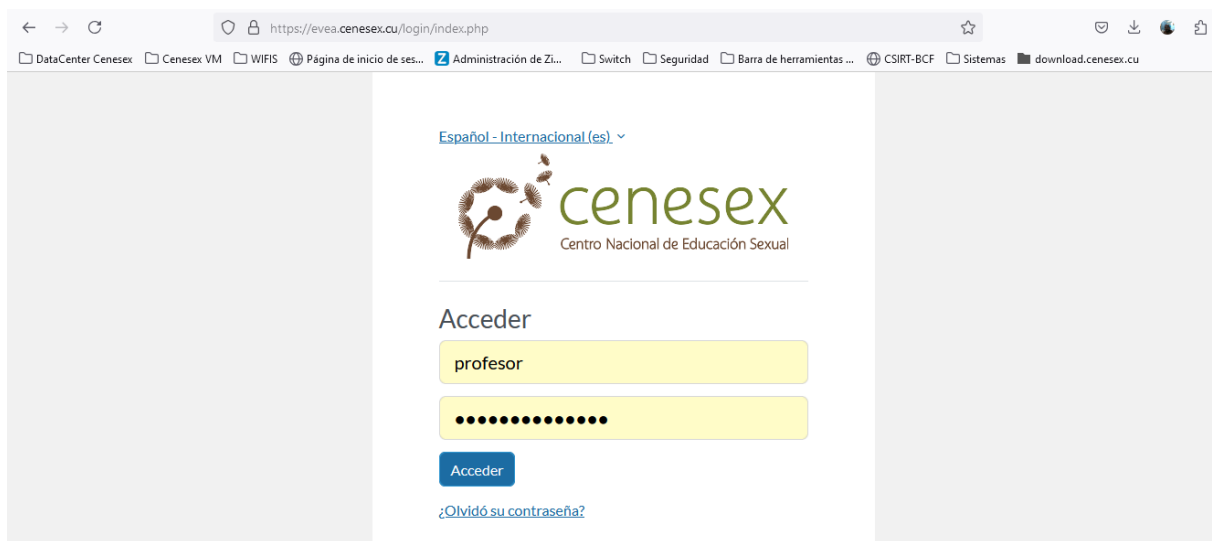 https://evea.cenesex.cu/login/index.php
DataCenter Cenesex Cenesex VM WIFIS Página de inicio de ses... Z Administración de Zi... Switch Seguridad Barra de herramientas ... CSIRT-BCF Sistemas download.cenesex.cu
Español - Internacional (es)
cenesex
Centro Nacional de Educación Sexual
Acceder
profesor
●●●●●●●●●●●●●●
Acceder
¿Olvidó su contraseña?